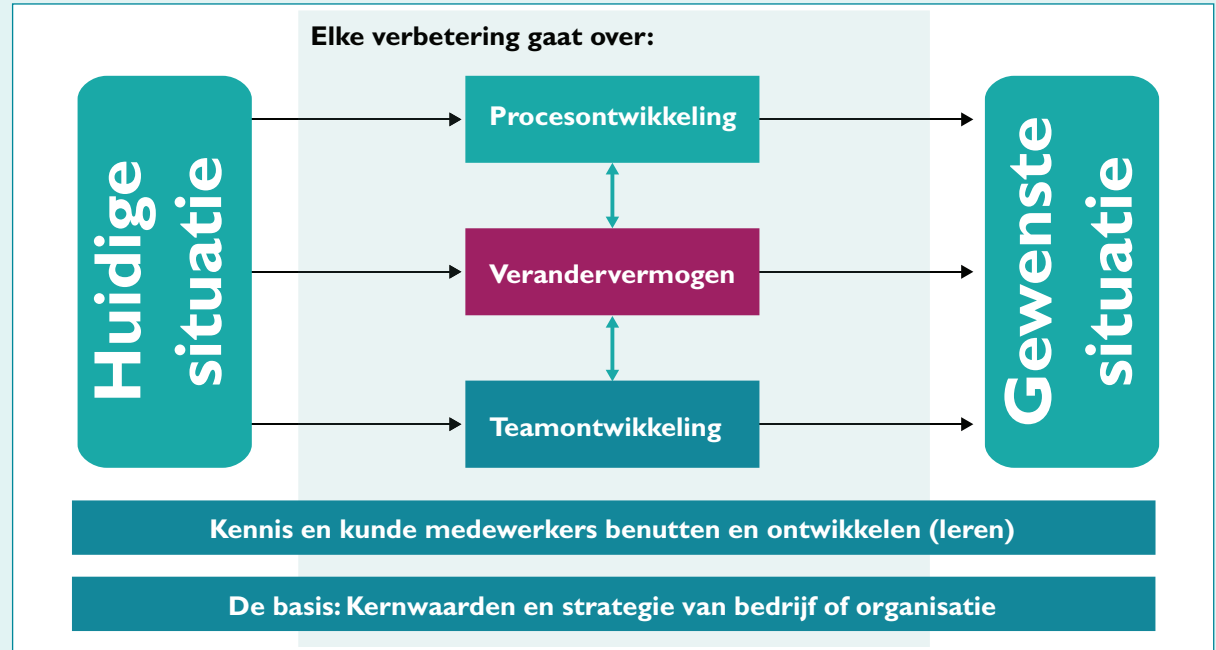 Elke verbetering gaat over:
Huidige
situatie
Procesontwikkeling
Verandervermogen
Teamontwikkeling
Gewenste
situatie
Kennis en kunde medewerkers benutten en ontwikkelen (leren)
De basis: Kernwaarden en strategie van bedrijf of organisatie